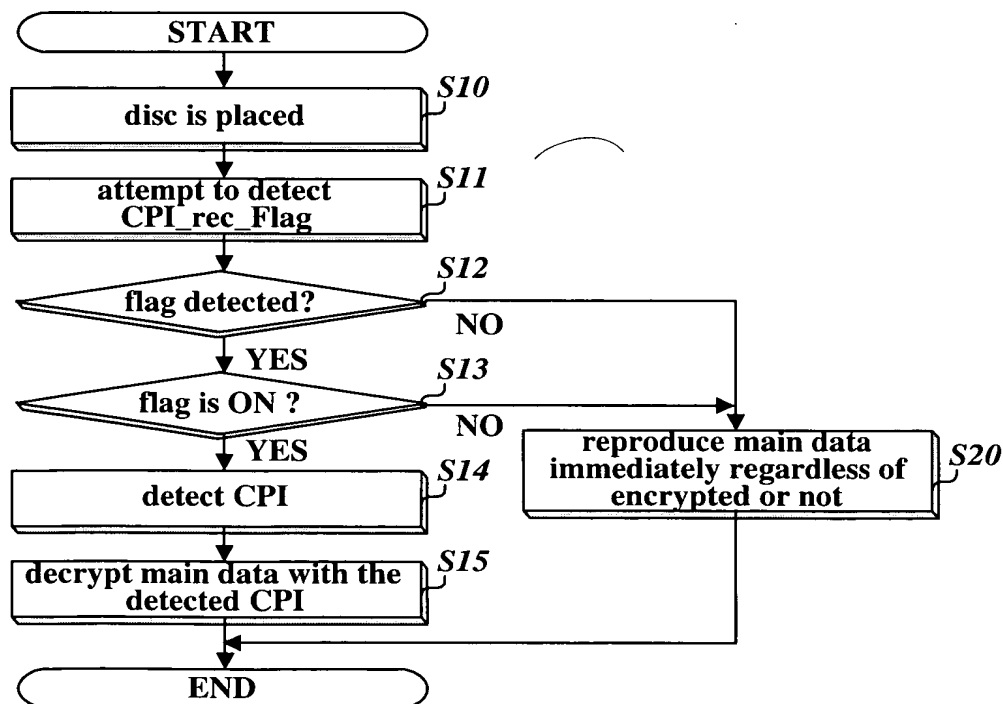 START
S10
disc is placed
S11
attempt to detect
CPI_rec_Flag
S12
flag detected?
NO
YES
S13
flag is ON ?
NO
YES
reproduce main data
immediately regardless of
encrypted or not
S20
S14
detect CPI
S15
decrypt main data with the
detected CPI
END